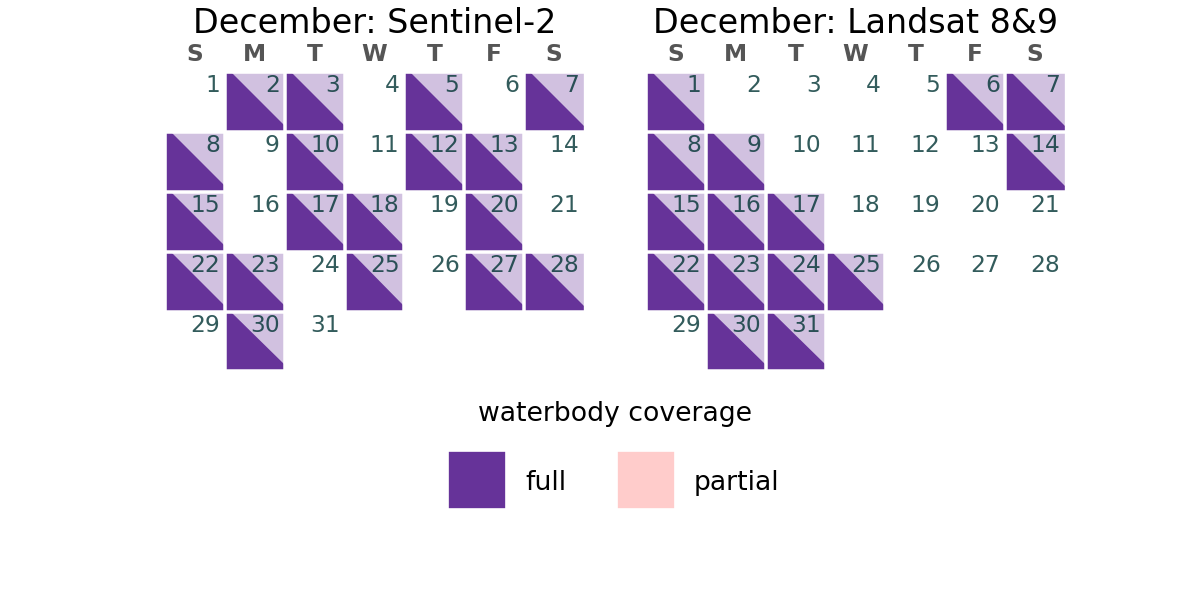 December: Sentinel-2
S M T W T F S
1 2 3 4 5 6 7
8 9 10 11 12 13 14
15 16 17 18 19 20 21
22 23 24 25 26 27 28
29 30 31
December: Landsat 8&9
S M T W T F S
1 2 3 4 5 6 7
8 9 10 11 12 13 14
15 16 17 18 19 20 21
22 23 24 25 26 27 28
29 30 31
waterbody coverage
full partial